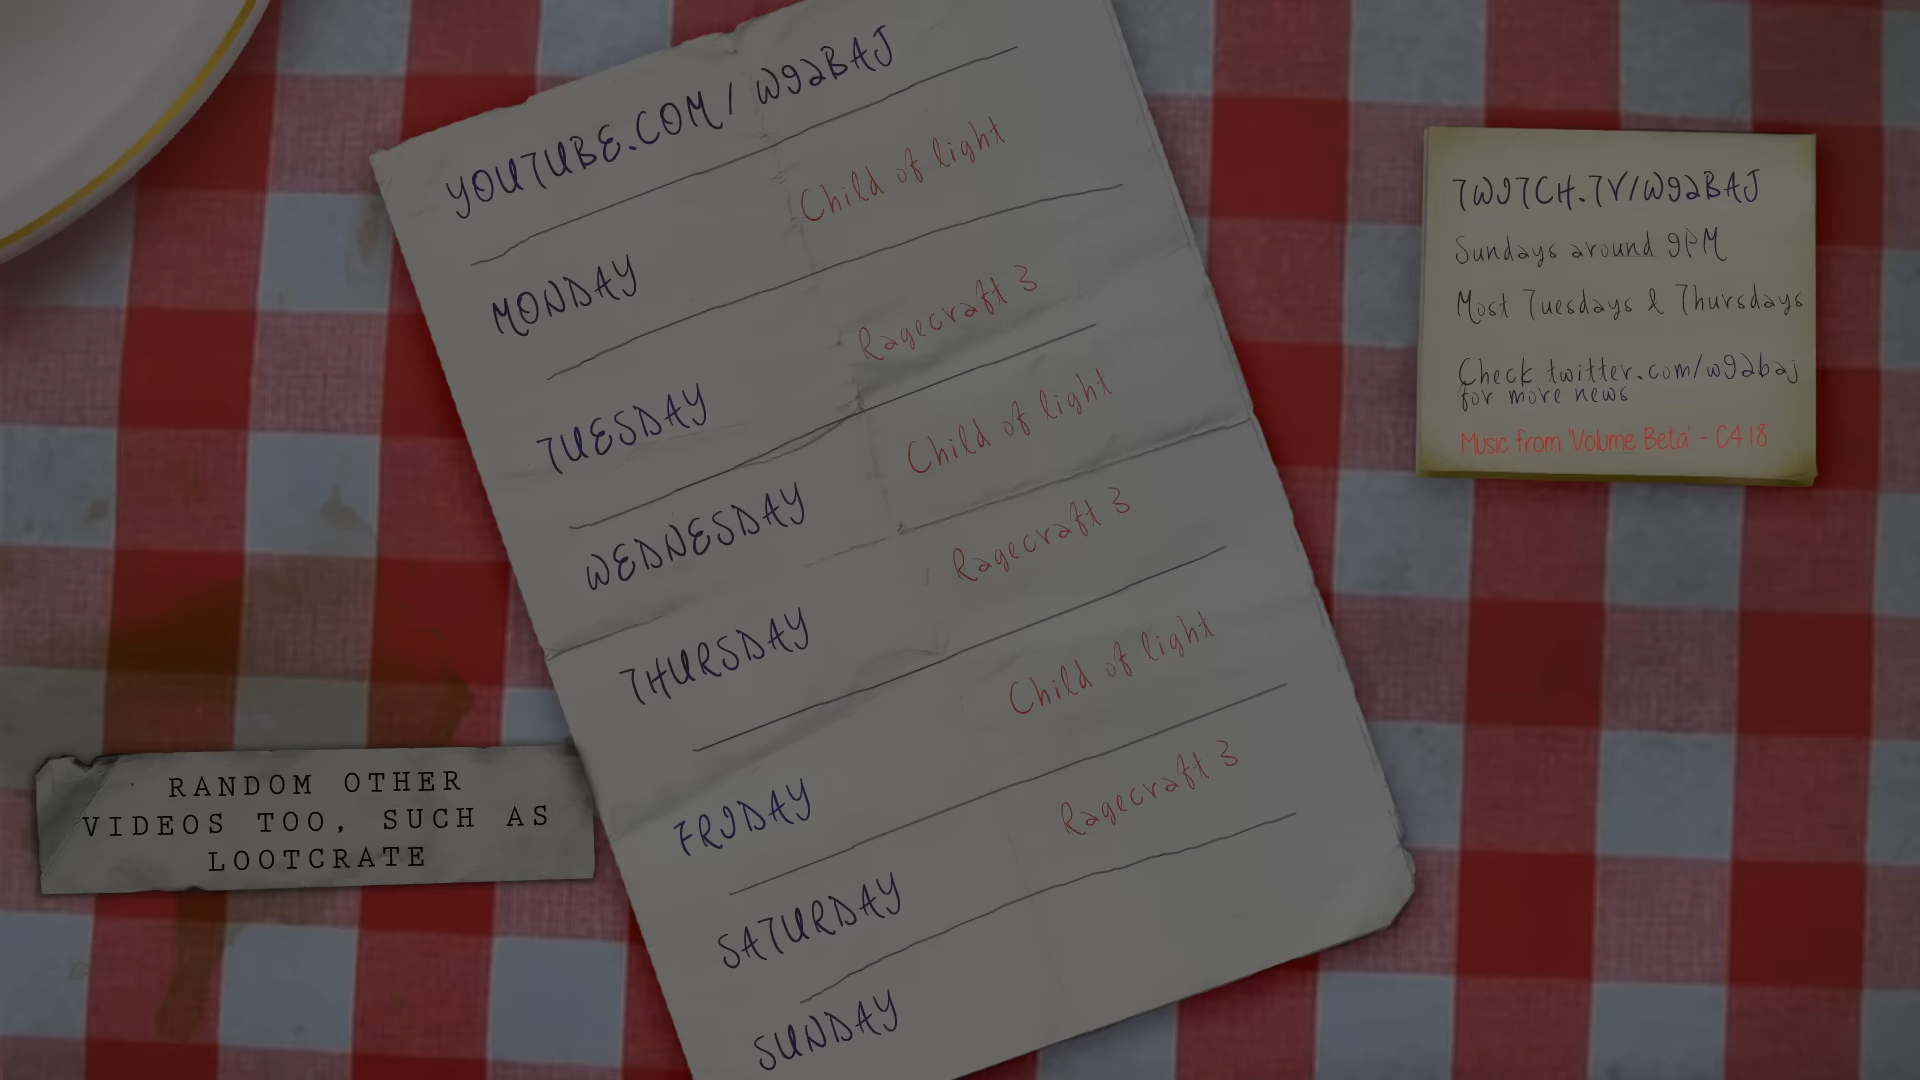 YOUTUBE.COM/W92BAJ
MONDAY Child of light
TUESDAY Ragecraft 3
WEDNESDAY Child of light
THURSDAY Ragecraft 3
FRIDAY Child of light
SATURDAY Ragecraft 3
SUNDAY
TWITCH.TV/W92BAJ
Sundays around 9PM
Most Tuesdays & Thursdays
Check twitter.com/w92baj
for more news
Music from 'Volume Beta' - C418
RANDOM OTHER
VIDEOS TOO, SUCH AS
LOOTCRATE